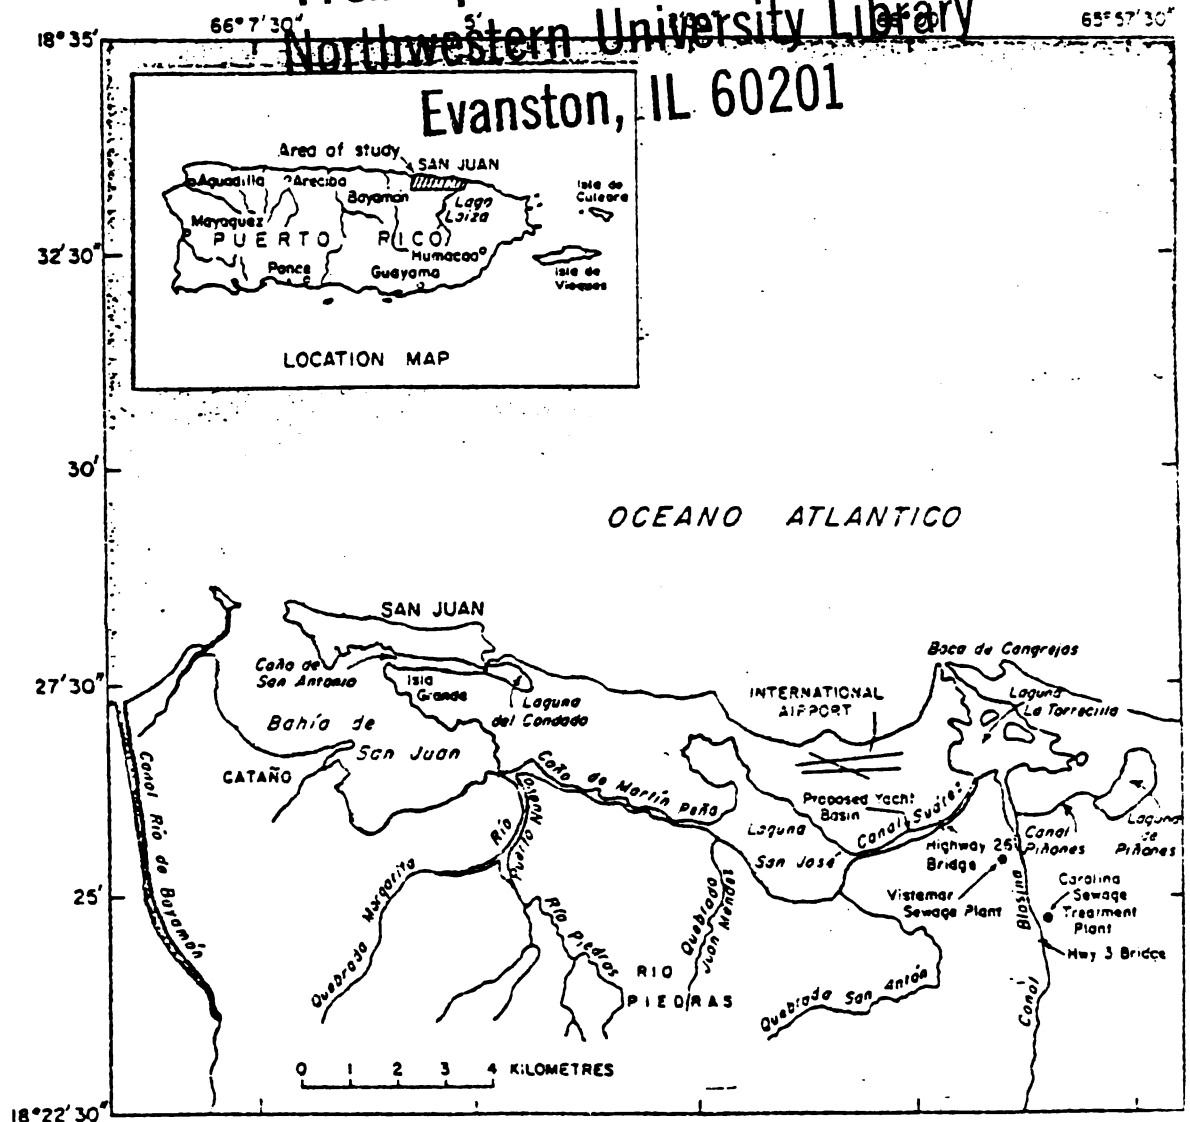 66°7'30"
5'
65°57'30"
18°35'
Northwestern University Library
Evanston, IL 60201
Area of study
SAN JUAN
Aguadilla
Arecibo
Bayamón
Lago
Loiza
Isla de
Culebra
Mayaguez
PUERTO RICO
Humacao
Ponce
Guayama
Isla de
Vieques
LOCATION MAP
32'30"
30'
OCEANO ATLANTICO
SAN JUAN
Boca de Cangrejos
Caño de
San Antonio
27'30"
Isla
Grande
Laguna
del Condado
INTERNATIONAL
AIRPORT
Laguna
La Torrecilla
Bahía de
San Juan
CATAÑO
Caño de Martín Peña
Canal Río de Bayamón
Río
Puerto Nuevo
Proposed Yacht
Basin
Canal Suárez
Laguna
San José
Highway 26
Bridge
Canal
Piñones
Laguna
de
Piñones
Quebrada Margarita
Vistemar
Sewage Plant
Carolina
Sewage
Treatment
Plant
25'
Río Piedras
Quebrada
Juan Mendez
Hwy 3 Bridge
RIO
PIEDRAS
Quebrada San Antón
Canal Blasina
0 1 2 3 4 KILOMETRES
18°22'30"